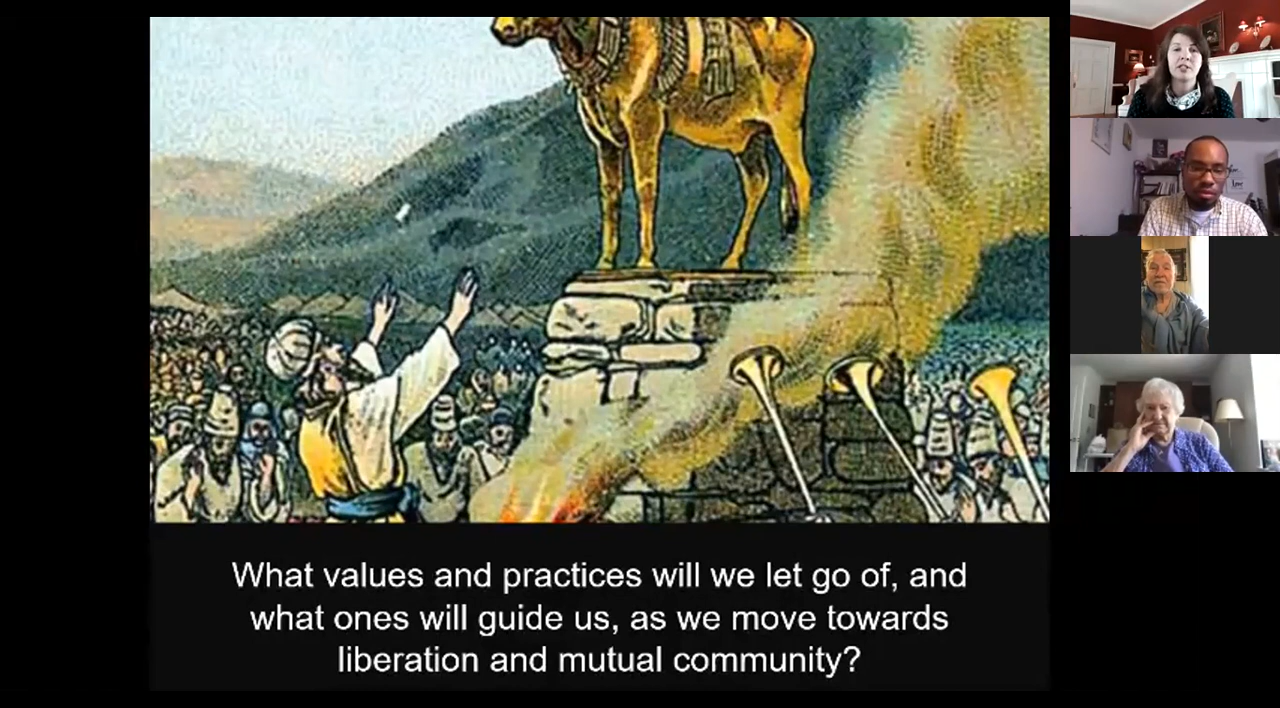 What values and practices will we let go of, and
what ones will guide us, as we move towards
liberation and mutual community?